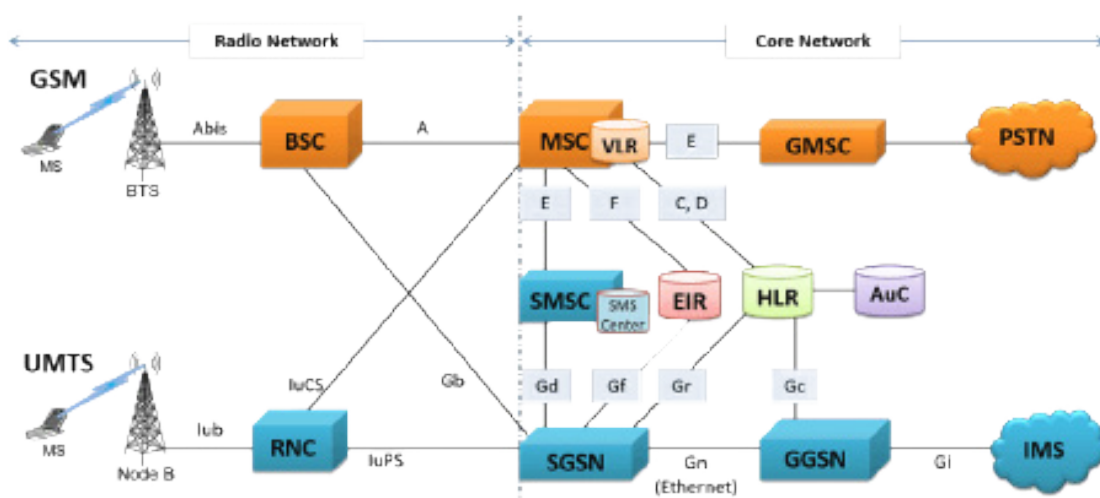 Radio Network
Core Network
GSM
MS
BTS
Abis
BSC
A
MSC
VLR
E
GMSC
PSTN
E
F
C, D
SMSC
SMS
Center
EIR
HLR
AuC
UMTS
MS
Node B
Iub
IuCS
RNC
IuPS
Gb
Gd
Gf
Gr
Gc
SGSN
Gn
(Ethernet)
GGSN
Gi
IMS